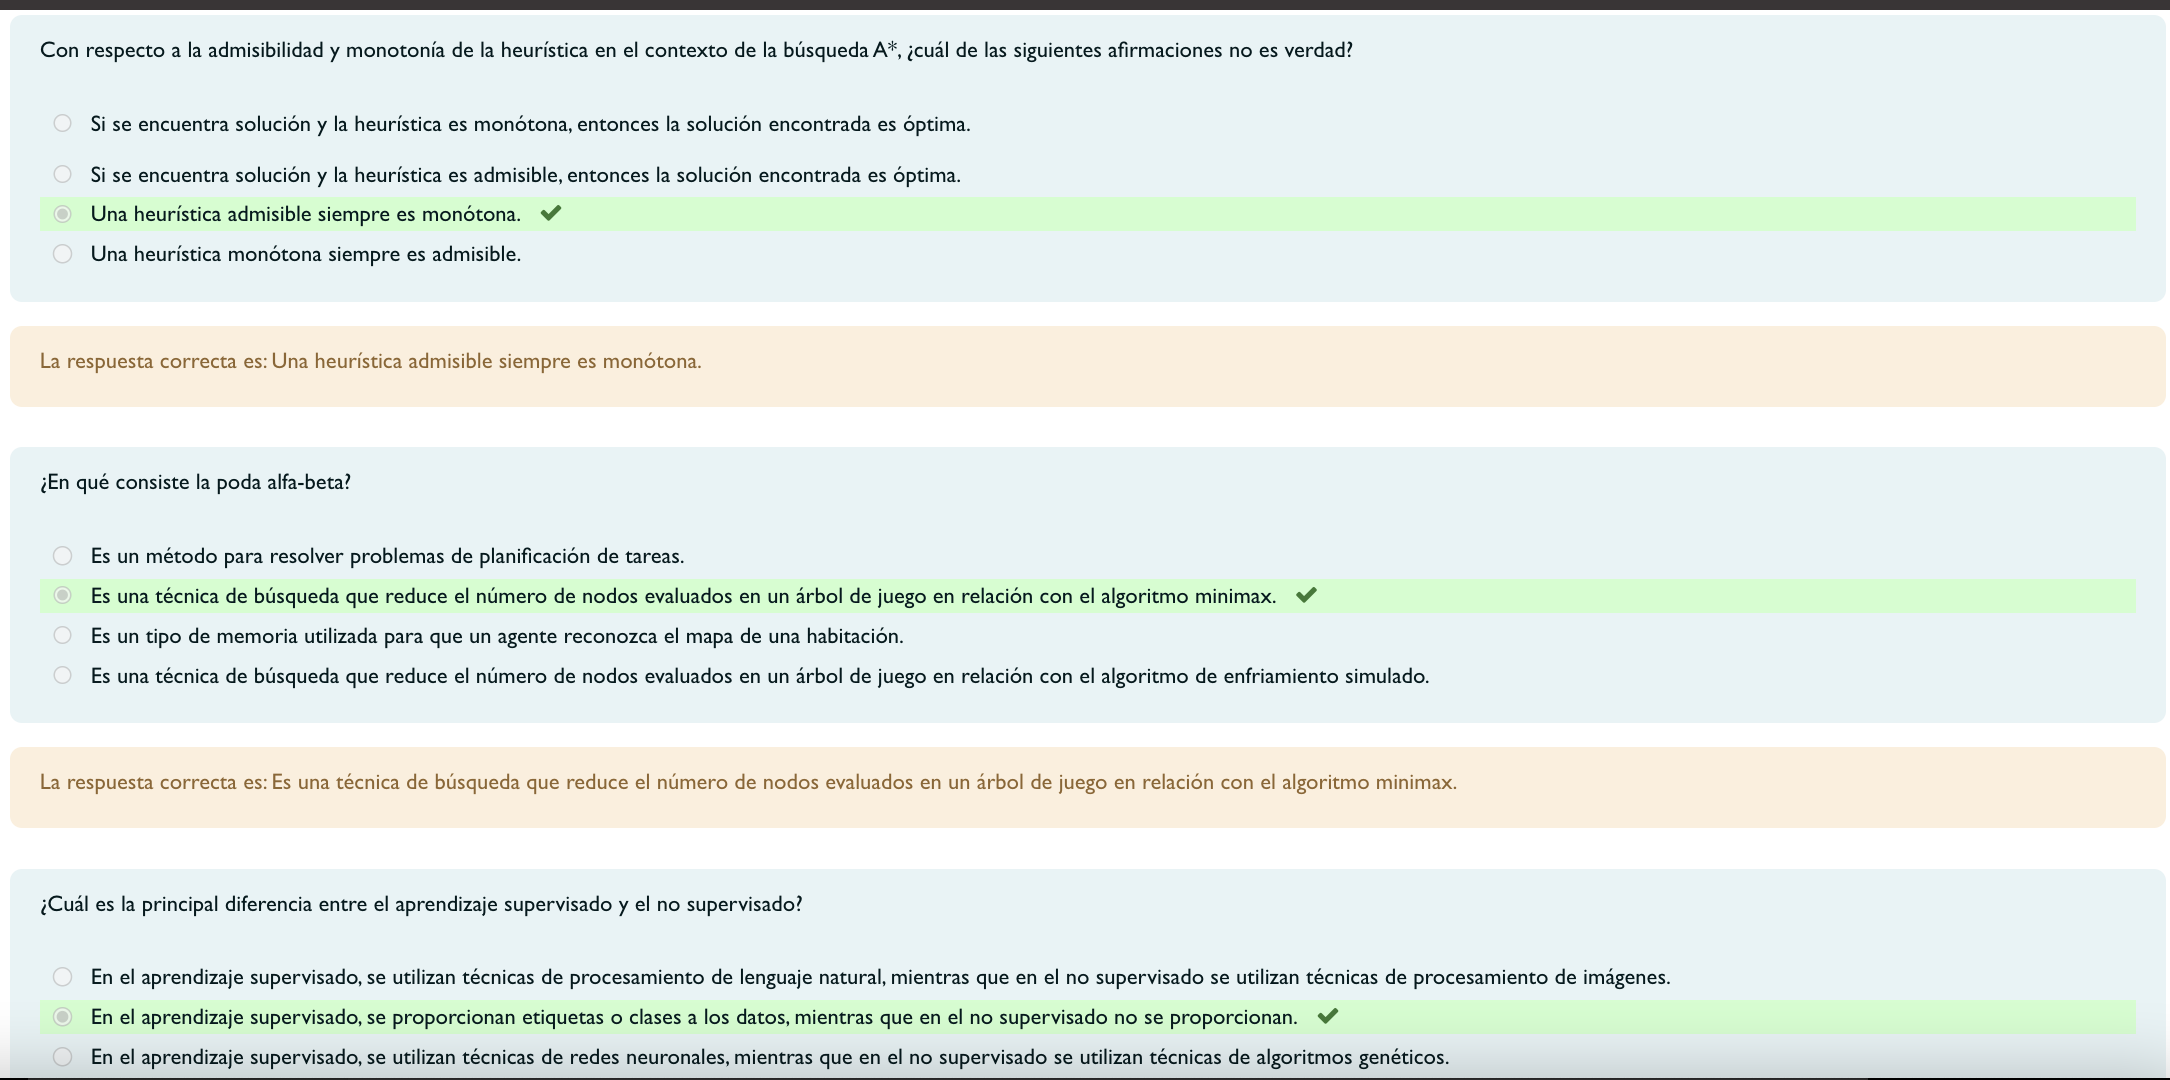 Con respecto a la admisibilidad y monotonía de la heurística en el contexto de la búsqueda A*, ¿cuál de las siguientes afirmaciones no es verdad?
Si se encuentra solución y la heurística es monótona, entonces la solución encontrada es óptima.
Si se encuentra solución y la heurística es admisible, entonces la solución encontrada es óptima.
Una heurística admisible siempre es monótona.
Una heurística monótona siempre es admisible.
La respuesta correcta es: Una heurística admisible siempre es monótona.
¿En qué consiste la poda alfa-beta?
Es un método para resolver problemas de planificación de tareas.
Es una técnica de búsqueda que reduce el número de nodos evaluados en un árbol de juego en relación con el algoritmo minimax.
Es un tipo de memoria utilizada para que un agente reconozca el mapa de una habitación.
Es una técnica de búsqueda que reduce el número de nodos evaluados en un árbol de juego en relación con el algoritmo de enfriamiento simulado.
La respuesta correcta es: Es una técnica de búsqueda que reduce el número de nodos evaluados en un árbol de juego en relación con el algoritmo minimax.
¿Cuál es la principal diferencia entre el aprendizaje supervisado y el no supervisado?
En el aprendizaje supervisado, se utilizan técnicas de procesamiento de lenguaje natural, mientras que en el no supervisado se utilizan técnicas de procesamiento de imágenes.
En el aprendizaje supervisado, se proporcionan etiquetas o clases a los datos, mientras que en el no supervisado no se proporcionan.
En el aprendizaje supervisado, se utilizan técnicas de redes neuronales, mientras que en el no supervisado se utilizan técnicas de algoritmos genéticos.